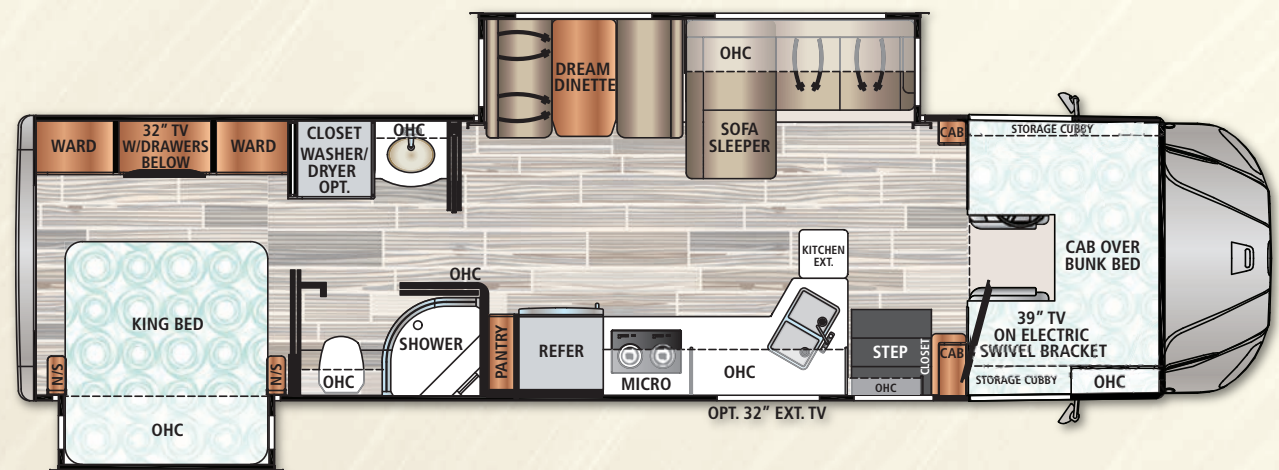 WARD
32" TV
W/DRAWERS
BELOW
WARD
CLOSET
WASHER/
DRYER
OPT.
OHC
DREAM
DINETTE
OHC
SOFA
SLEEPER
CAB
STORAGE CUBBY
CAB OVER
BUNK BED
39" TV
ON ELECTRIC
SWIVEL BRACKET
STORAGE CUBBY
OHC
KITCHEN
EXT.
OHC
KING BED
N/S
N/S
OHC
OHC
SHOWER
PANTRY
REFER
MICRO
OHC
STEP
CLOSET
OHC
CAB
OPT. 32" EXT. TV